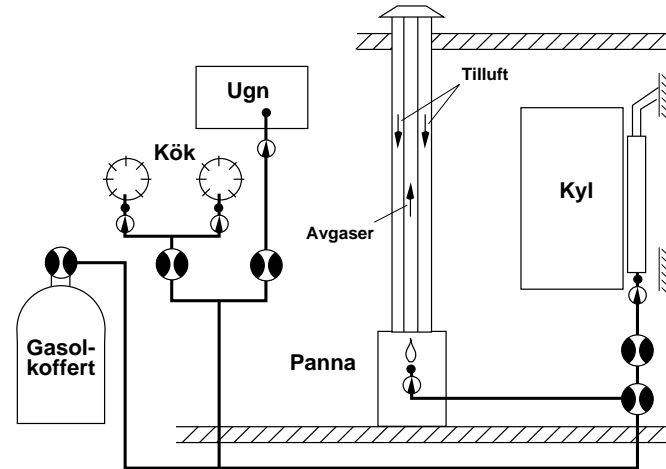 Tilluft
Ugn
Kök
Kyl
Avgaser
Gasol-
koffert
Panna